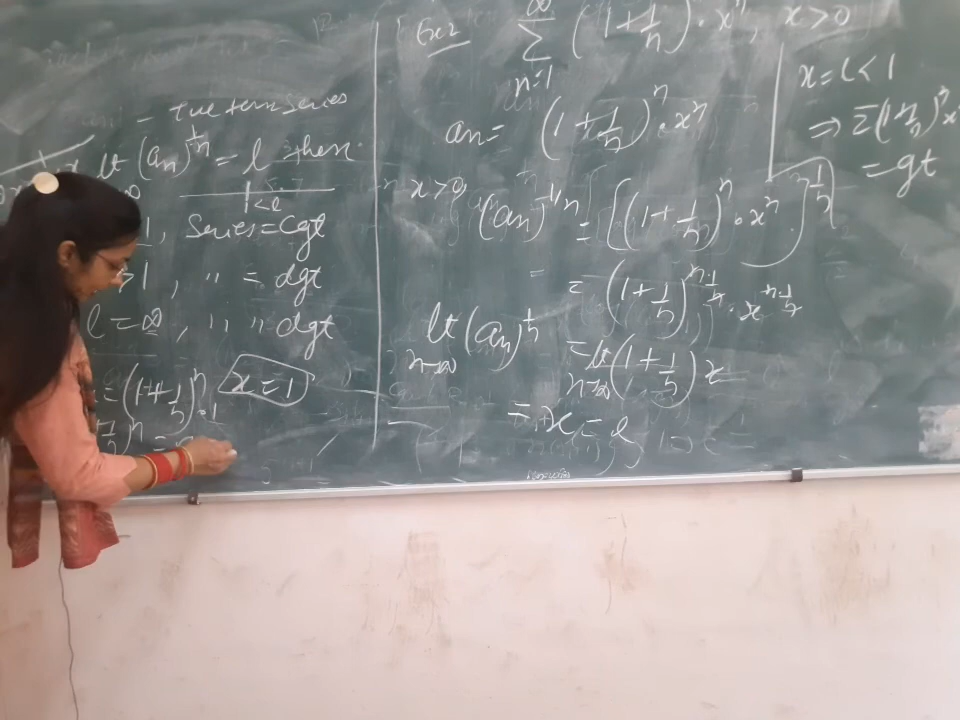 = +ve term series
lt (an)^1/n = l then
1, Series = Cgt
>1, " = dgt
l = ∞, " " dgt
= (1+1/n)^n . 1
x = 1
Ex2 ∞ ∑ n=1 (1+1/n) . x^n, x>0
an = (1+1/n)^n . x^n
x>0
(an)^1/n = [(1+1/n)^n . x^n]^1/n
=
= (1+1/n)^n.1/n . x^n.1/n
lt (an)^1/n n→∞ = lt n→∞ (1+1/n) x
= x = l
x = l < 1
⇒ Σ(1+1/n)^n x^n
= gt